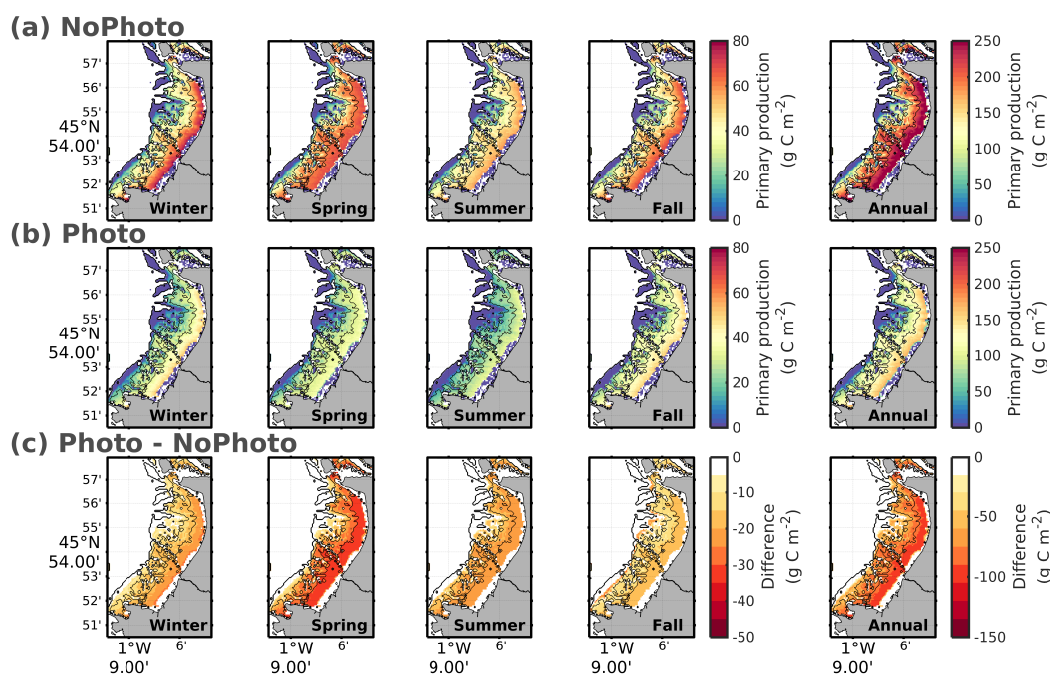 (a) NoPhoto
57'
56'
55'
45°N
54.00'
53'
52'
51'
Winter
Spring
Summer
Fall
80
60
40
20
0
Primary production
(g C m⁻²)
Annual
250
200
150
100
50
0
Primary production
(g C m⁻²)
(b) Photo
57'
56'
55'
45°N
54.00'
53'
52'
51'
Winter
Spring
Summer
Fall
80
60
40
20
0
Primary production
(g C m⁻²)
Annual
250
200
150
100
50
0
Primary production
(g C m⁻²)
(c) Photo - NoPhoto
57'
56'
55'
45°N
54.00'
53'
52'
51'
Winter
Spring
Summer
Fall
0
-10
-20
-30
-40
-50
Difference
(g C m⁻²)
Annual
0
-50
-100
-150
Difference
(g C m⁻²)
1°W
9.00'
6'
1°W
9.00'
6'
1°W
9.00'
6'
1°W
9.00'
6'
1°W
9.00'
6'